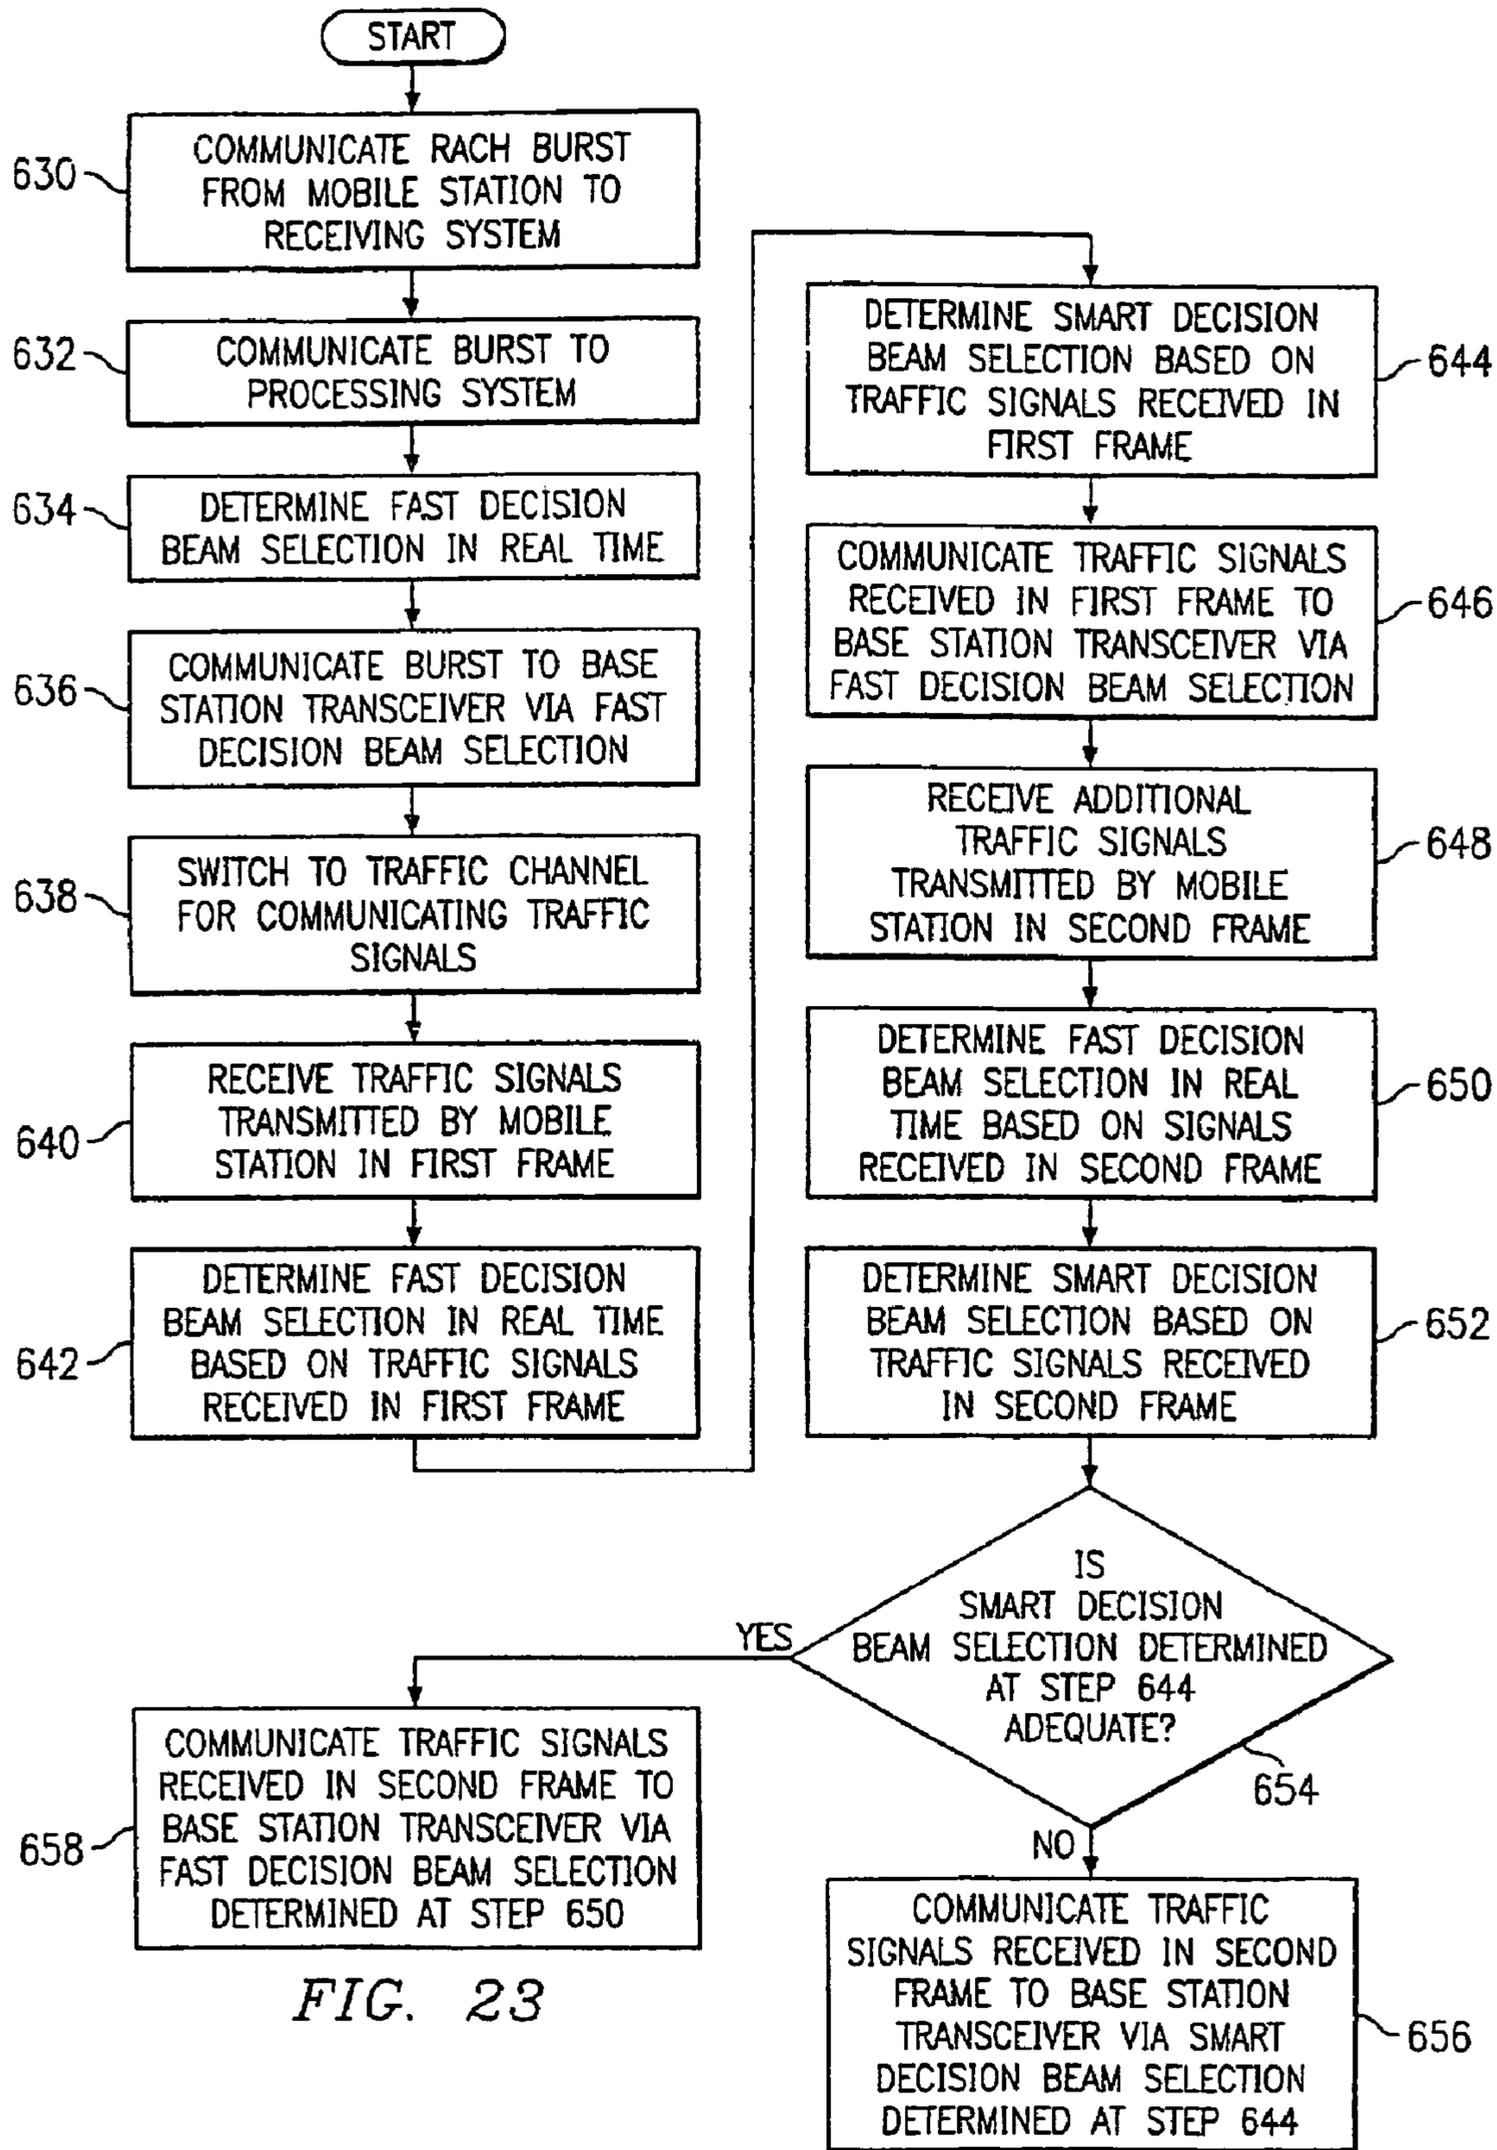 START
630
COMMUNICATE RACH BURST
FROM MOBILE STATION TO
RECEIVING SYSTEM
632
COMMUNICATE BURST TO
PROCESSING SYSTEM
634
DETERMINE FAST DECISION
BEAM SELECTION IN REAL TIME
636
COMMUNICATE BURST TO BASE
STATION TRANSCEIVER VIA FAST
DECISION BEAM SELECTION
638
SWITCH TO TRAFFIC CHANNEL
FOR COMMUNICATING TRAFFIC
SIGNALS
640
RECEIVE TRAFFIC SIGNALS
TRANSMITTED BY MOBILE
STATION IN FIRST FRAME
642
DETERMINE FAST DECISION
BEAM SELECTION IN REAL TIME
BASED ON TRAFFIC SIGNALS
RECEIVED IN FIRST FRAME
DETERMINE SMART DECISION
BEAM SELECTION BASED ON
TRAFFIC SIGNALS RECEIVED IN
FIRST FRAME
644
COMMUNICATE TRAFFIC SIGNALS
RECEIVED IN FIRST FRAME TO
BASE STATION TRANSCEIVER VIA
FAST DECISION BEAM SELECTION
646
RECEIVE ADDITIONAL
TRAFFIC SIGNALS
TRANSMITTED BY MOBILE
STATION IN SECOND FRAME
648
DETERMINE FAST DECISION
BEAM SELECTION IN REAL
TIME BASED ON SIGNALS
RECEIVED IN SECOND FRAME
650
DETERMINE SMART DECISION
BEAM SELECTION BASED ON
TRAFFIC SIGNALS RECEIVED
IN SECOND FRAME
652
IS
SMART DECISION
BEAM SELECTION DETERMINED
AT STEP 644
ADEQUATE?
654
YES
NO
658
COMMUNICATE TRAFFIC SIGNALS
RECEIVED IN SECOND FRAME TO
BASE STATION TRANSCEIVER VIA
FAST DECISION BEAM SELECTION
DETERMINED AT STEP 650
COMMUNICATE TRAFFIC
SIGNALS RECEIVED IN SECOND
FRAME TO BASE STATION
TRANSCEIVER VIA SMART
DECISION BEAM SELECTION
DETERMINED AT STEP 644
656
FIG. 23